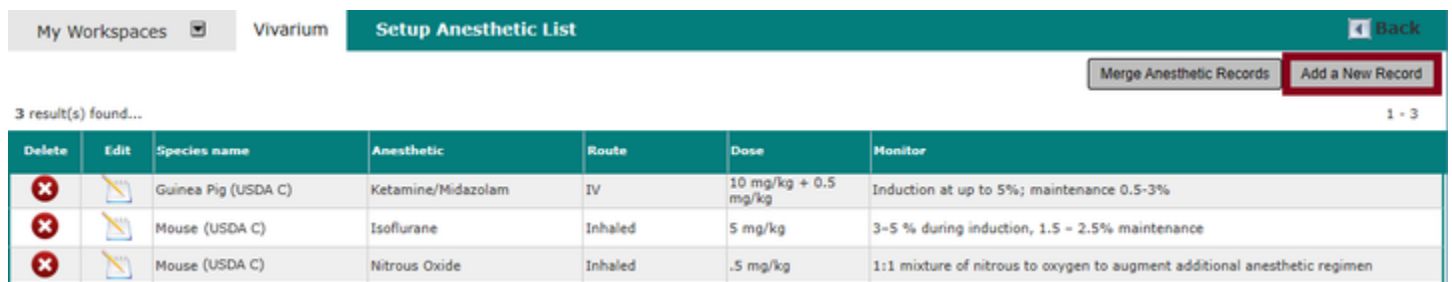 My Workspaces Vivarium Setup Anesthetic List Back
Merge Anesthetic Records Add a New Record
3 result(s) found... 1 - 3
Delete Edit Species name Anesthetic Route Dose Monitor
Guinea Pig (USDA C) Ketamine/Midazolam IV 10 mg/kg + 0.5 mg/kg Induction at up to 5%; maintenance 0.5-3%
Mouse (USDA C) Isoflurane Inhaled 5 mg/kg 3–5 % during induction, 1.5 – 2.5% maintenance
Mouse (USDA C) Nitrous Oxide Inhaled .5 mg/kg 1:1 mixture of nitrous to oxygen to augment additional anesthetic regimen